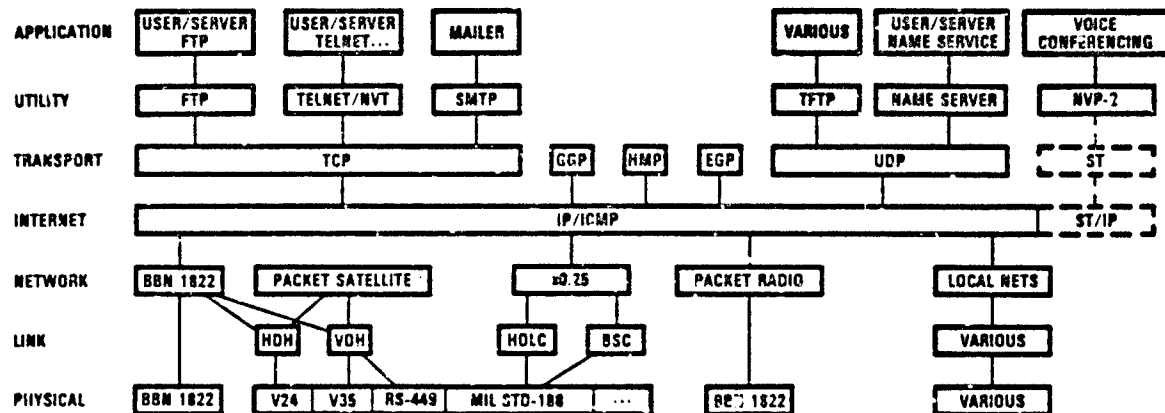 APPLICATION USER/SERVER FTP USER/SERVER TELNET... MAILER VARIOUS USER/SERVER NAME SERVICE VOICE CONFERENCING
UTILITY FTP TELNET/NVT SMTP TFTP NAME SERVER NVP-2
TRANSPORT TCP GGP HMP EGP UDP ST
INTERNET IP/ICMP ST/IP
NETWORK BBN 1822 PACKET SATELLITE PACKET RADIO LOCAL NETS
LINK HDH VDH HDLC BSC VARIOUS
PHYSICAL BBN 1822 V24 V35 RS-449 MIL STD-188 ... 1822 VARIOUS